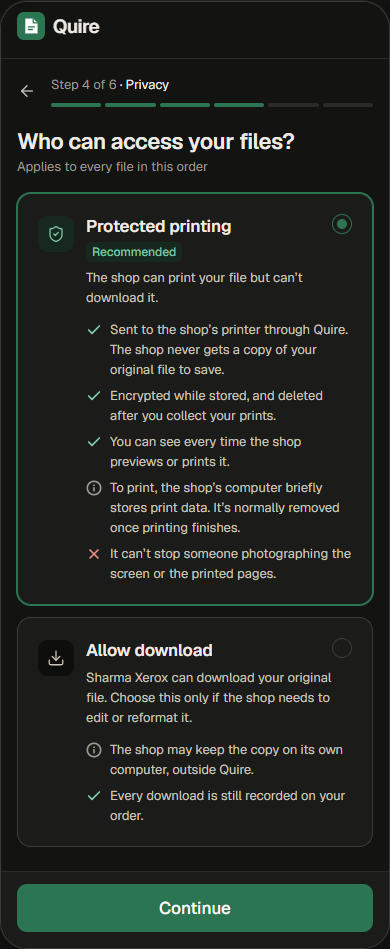 Quire
Step 4 of 6 · Privacy
Who can access your files?
Applies to every file in this order
Protected printing
Recommended
The shop can print your file but can't
download it.
Sent to the shop's printer through Quire.
The shop never gets a copy of your
original file to save.
Encrypted while stored, and deleted
after you collect your prints.
You can see every time the shop
previews or prints it.
To print, the shop's computer briefly
stores print data. It's normally removed
once printing finishes.
It can't stop someone photographing the
screen or the printed pages.
Allow download
Sharma Xerox can download your original
file. Choose this only if the shop needs to
edit or reformat it.
The shop may keep the copy on its own
computer, outside Quire.
Every download is still recorded on your
order.
Continue